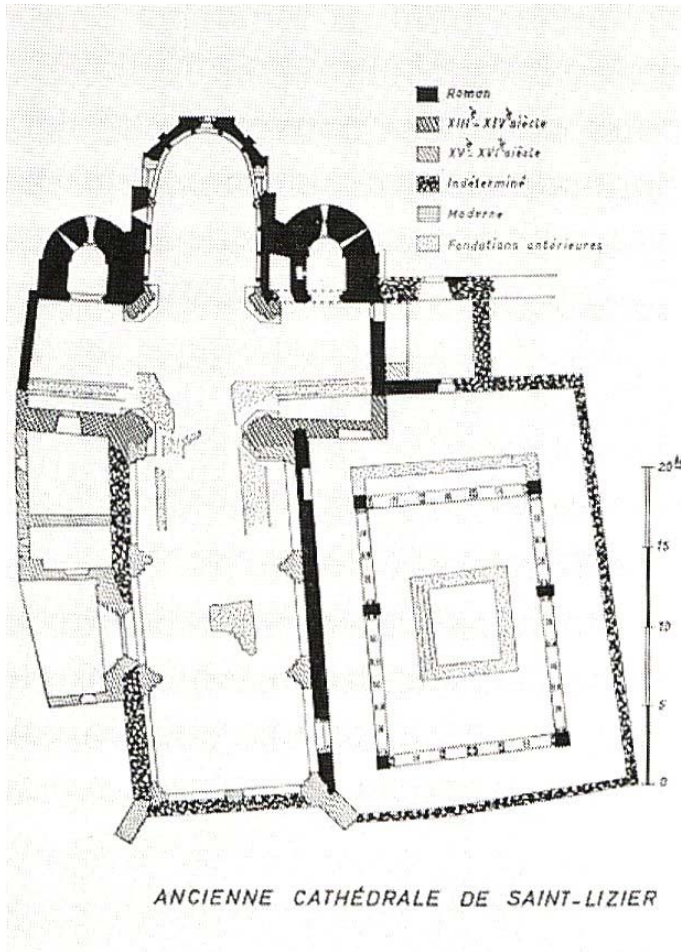 Roman
XIIIe - XIVe siècle
XVe - XVIe siècle
Indéterminé
Moderne
Fondations antérieures
20 M
15
10
5
0
ANCIENNE CATHÉDRALE DE SAINT-LIZIER